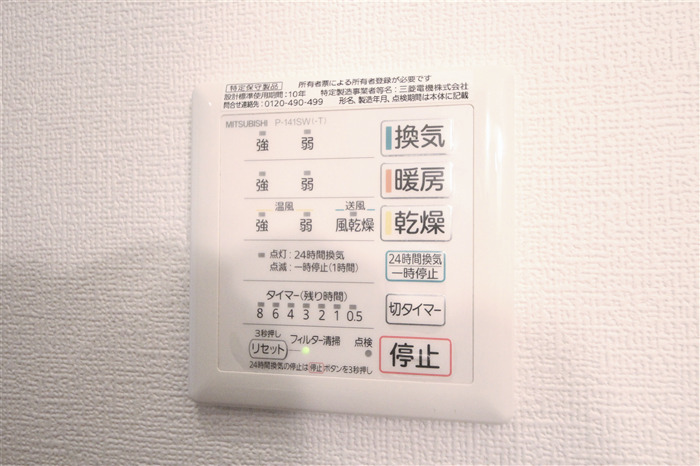 特定保守製品 所有者票による所有者登録が必要です
設計標準使用期間：10年 特定製造事業者等名：三菱電機株式会社
問合せ連絡先：0120-490-499 形名、製造年月、点検期間は本体に記載
MITSUBISHI P-141SW(-T)
強 弱 換気
強 弱 暖房
温風 送風
強 弱 風乾燥 乾燥
点灯：24時間換気
点滅：一時停止(1時間)
24時間換気
一時停止
タイマー(残り時間)
8 6 4 3 2 1 0.5
切タイマー
3秒押し
リセット フィルター清掃 点検
停止
24時間換気の停止は停止ボタンを3秒押し